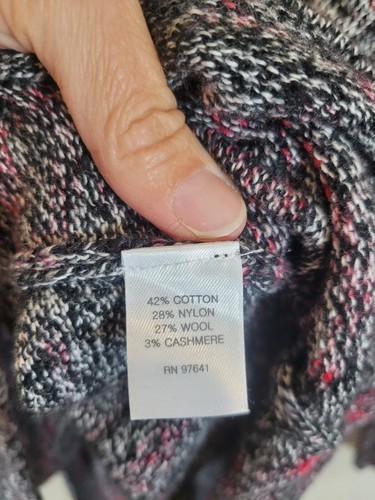 42% COTTON
28% NYLON
27% WOOL
3% CASHMERE
RN 97641